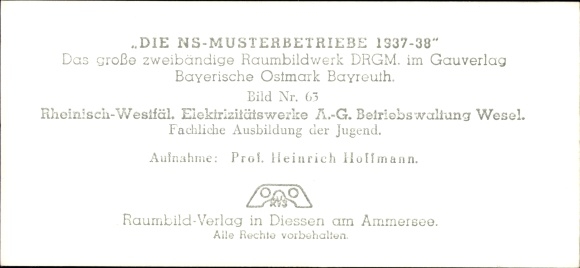 „DIE NS-MUSTERBETRIEBE 1937-38"
Das große zweibändige Raumbildwerk DRGM. im Gauverlag
Bayerische Ostmark Bayreuth.
Bild Nr. 63
Rheinisch-Westfäl. Elektrizitätswerke A.-G. Betriebswaltung Wesel.
Fachliche Ausbildung der Jugend.
Aufnahme: Prof. Heinrich Hoffmann.
Raumbild-Verlag in Diessen am Ammersee.
Alle Rechte vorbehalten.